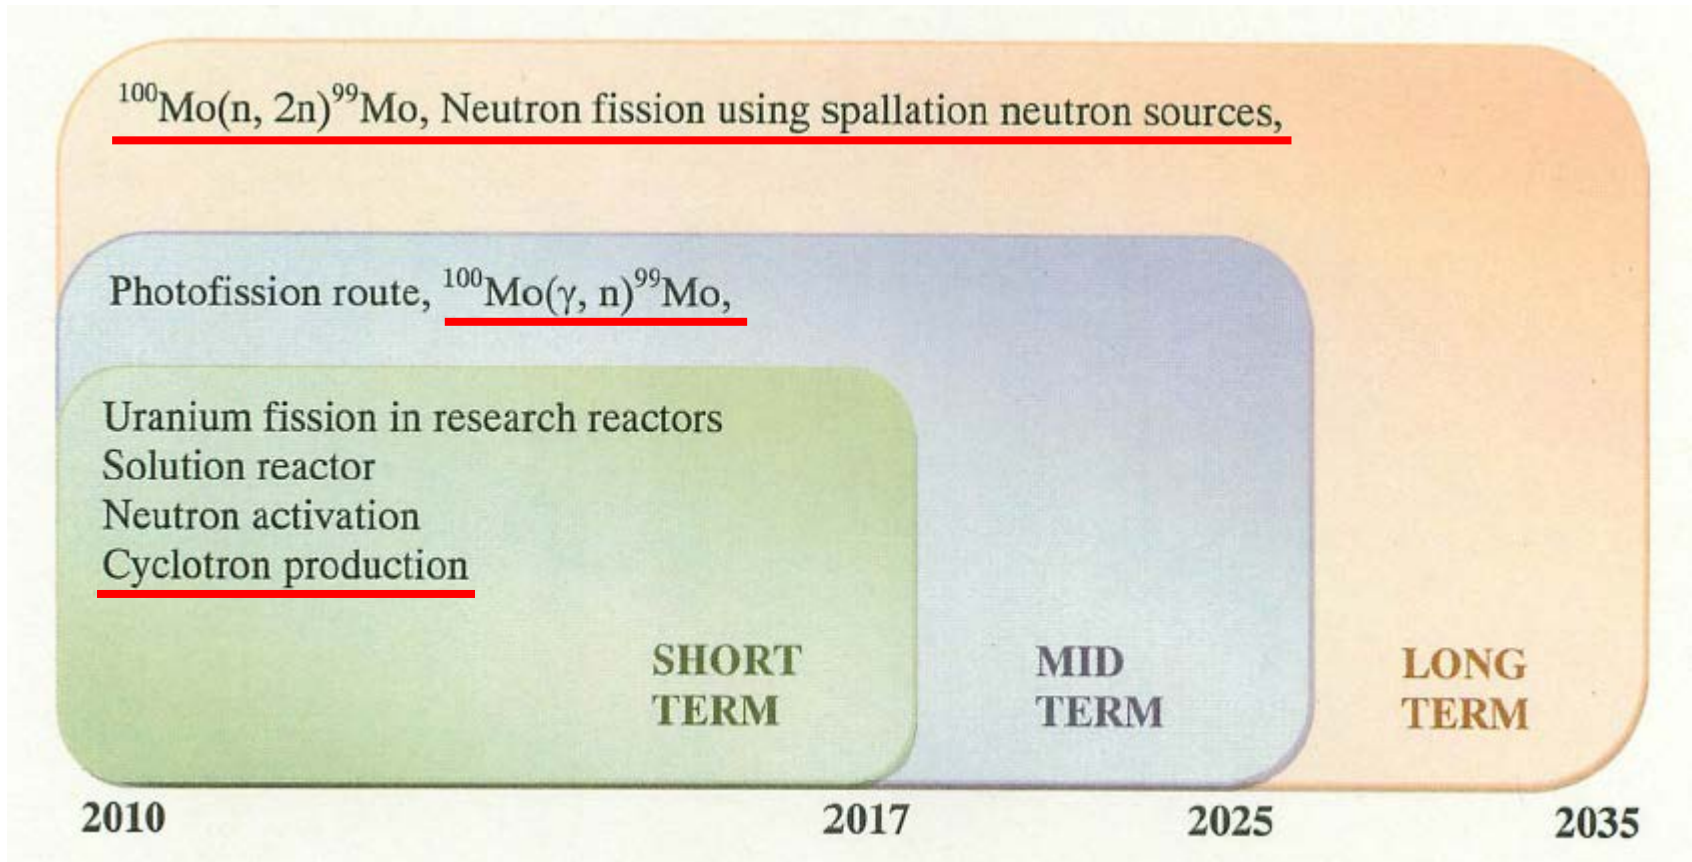 ¹⁰⁰Mo(n, 2n)⁹⁹Mo, Neutron fission using spallation neutron sources,
Photofission route, ¹⁰⁰Mo(γ, n)⁹⁹Mo,
Uranium fission in research reactors
Solution reactor
Neutron activation
Cyclotron production
SHORT
TERM
MID
TERM
LONG
TERM
2010
2017
2025
2035